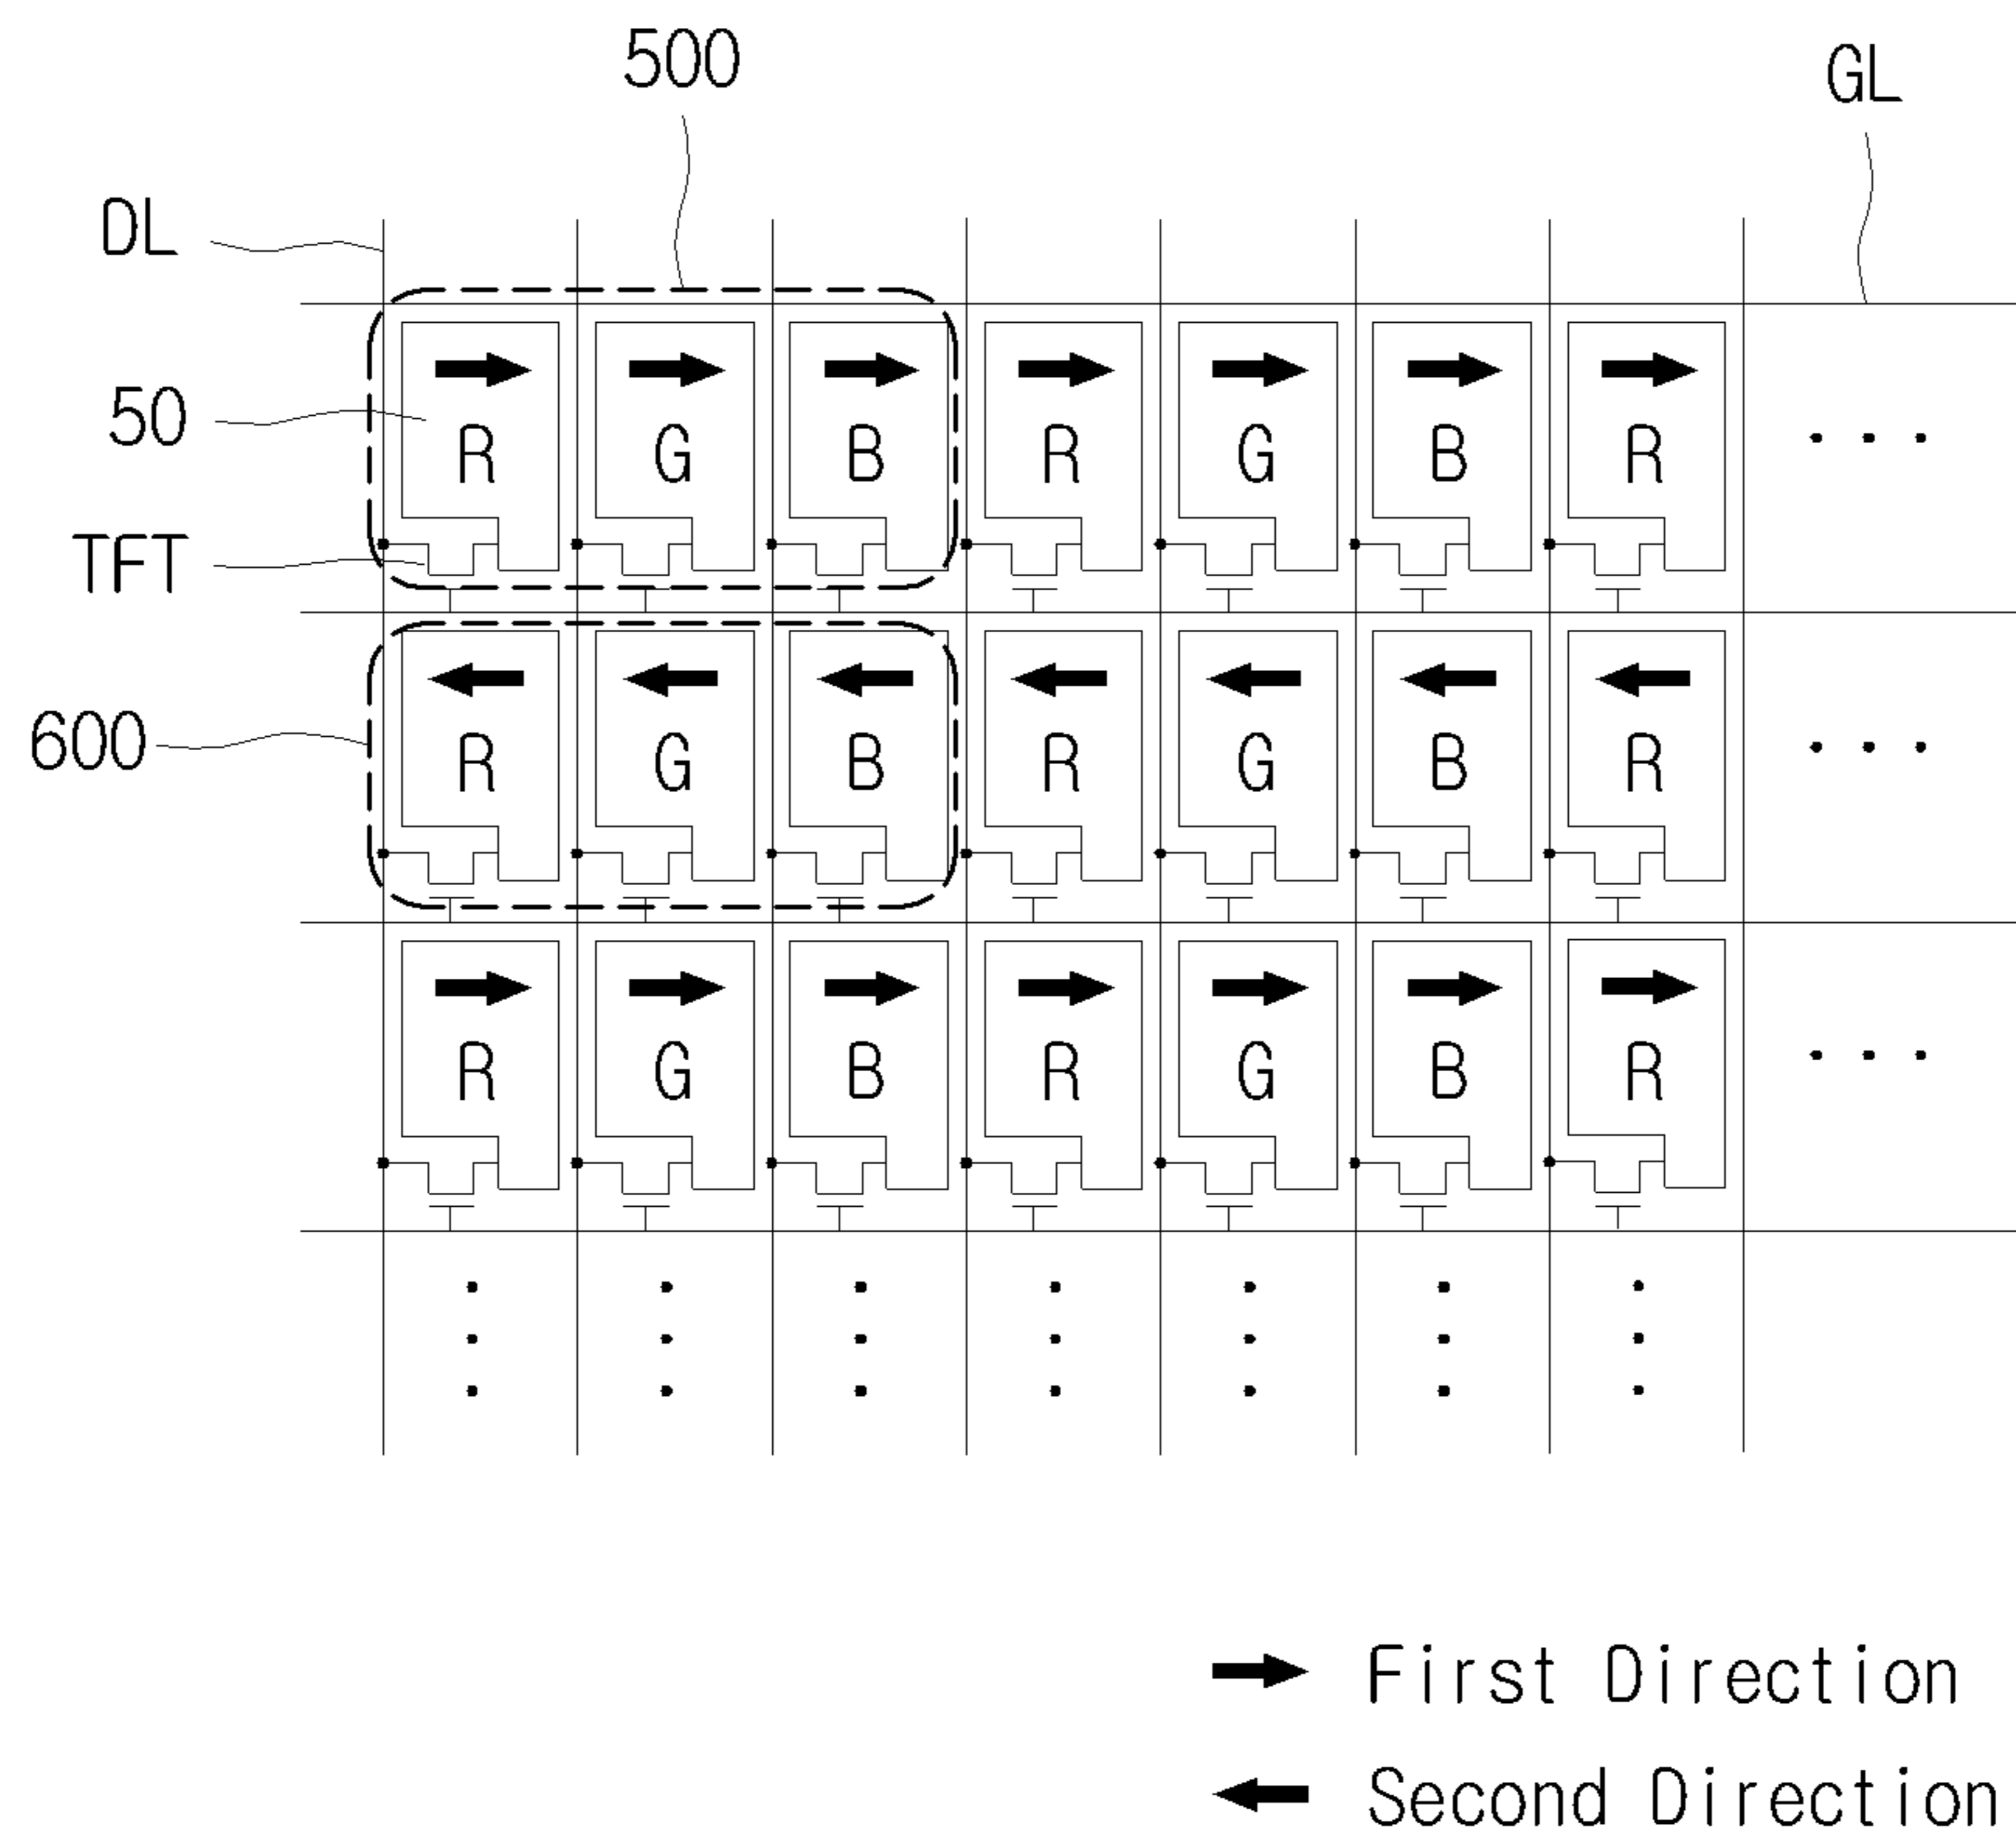 500
GL
DL
50
R G B R G B R
TFT
600
R G B R G B R
R G B R G B R
First Direction
Second Direction